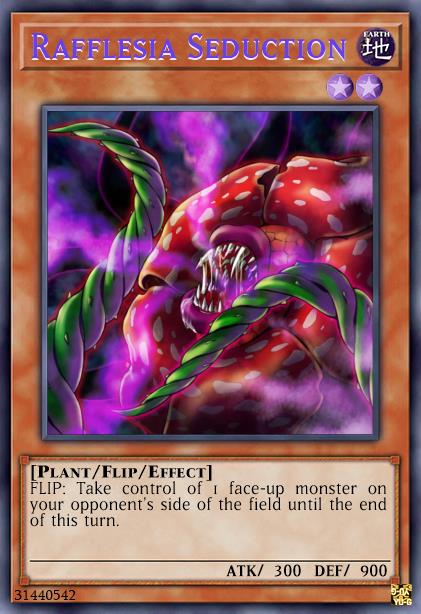 RAFFLESIA SEDUCTION
EARTH
地
[PLANT/FLIP/EFFECT]
FLIP: Take control of 1 face-up monster on
your opponent's side of the field until the end
of this turn.
ATK/ 300 DEF/ 900
31440542